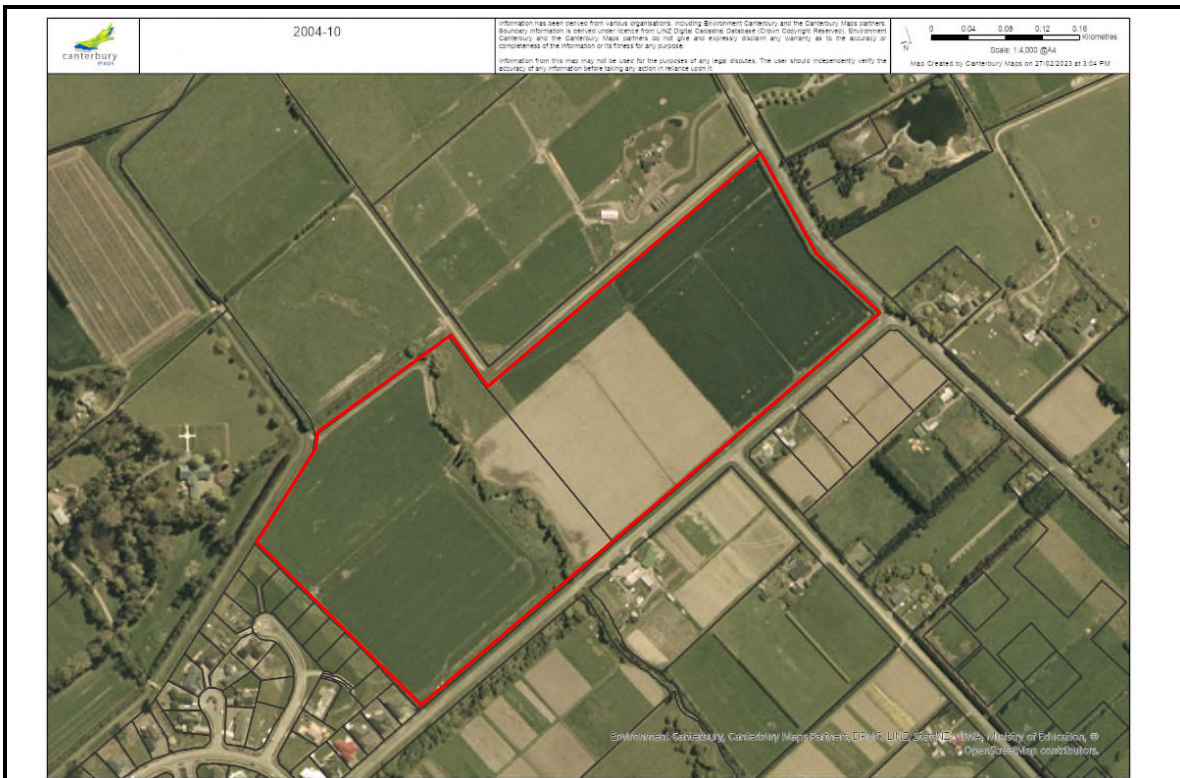 canterbury
maps
2004-10
Information has been derived from various organisations, including Environment Canterbury and the Canterbury Maps partners.
Boundary information is derived under licence from LINZ Digital Cadastral Database (Crown Copyright Reserved). Environment
Canterbury and the Canterbury Maps partners do not give and expressly disclaim any warranty as to the accuracy or
completeness of the information or its fitness for any purpose.
Information from this map may not be used for the purposes of any legal disputes. The user should independently verify the
accuracy of any information before taking any action in reliance upon it.
N
0 0.04 0.08 0.12 0.16
Kilometres
Scale: 1:4,000 @A4
Map Created by Canterbury Maps on 27/02/2023 at 3:04 PM
Environment Canterbury, Canterbury Maps Partners, LINZ, StatsNZ, NIWA, Ministry of Education, ©
OpenStreetMap contributors.